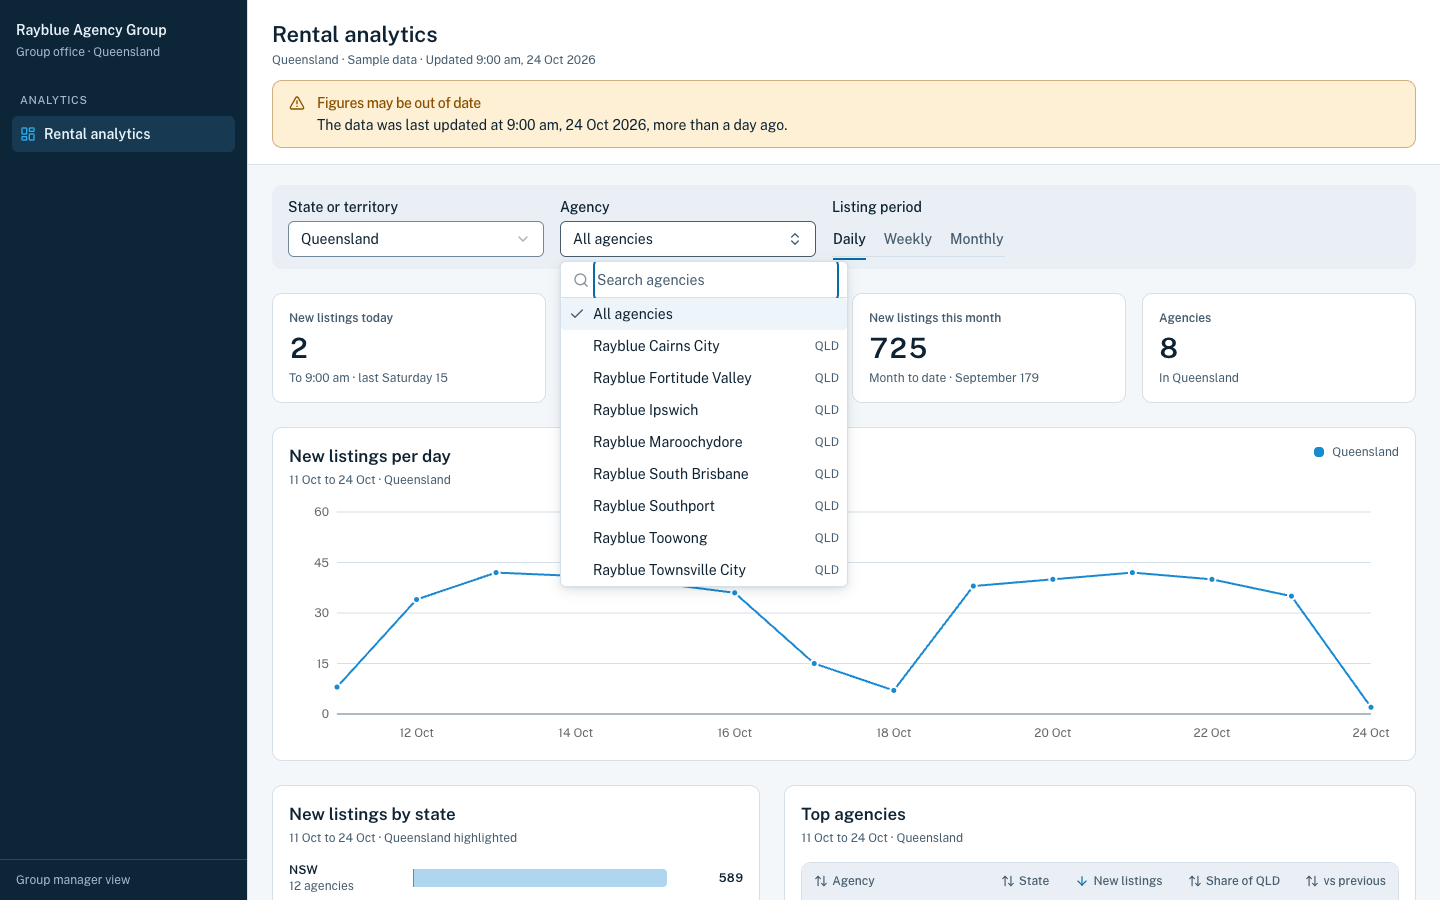 Rayblue Agency Group
Group office · Queensland
ANALYTICS
Rental analytics
Group manager view
Rental analytics
Queensland · Sample data · Updated 9:00 am, 24 Oct 2026
Figures may be out of date
The data was last updated at 9:00 am, 24 Oct 2026, more than a day ago.
State or territory
Queensland
Agency
All agencies
Listing period
Daily Weekly Monthly
Search agencies
All agencies
Rayblue Cairns City QLD
Rayblue Fortitude Valley QLD
Rayblue Ipswich QLD
Rayblue Maroochydore QLD
Rayblue South Brisbane QLD
Rayblue Southport QLD
Rayblue Toowong QLD
Rayblue Townsville City QLD
New listings today
2
To 9:00 am · last Saturday 15
New listings this month
725
Month to date · September 179
Agencies
8
In Queensland
New listings per day
11 Oct to 24 Oct · Queensland
Queensland
60
45
30
15
0
12 Oct 14 Oct 16 Oct 18 Oct 20 Oct 22 Oct 24 Oct
New listings by state
11 Oct to 24 Oct · Queensland highlighted
NSW
12 agencies
589
Top agencies
11 Oct to 24 Oct · Queensland
Agency State New listings Share of QLD vs previous